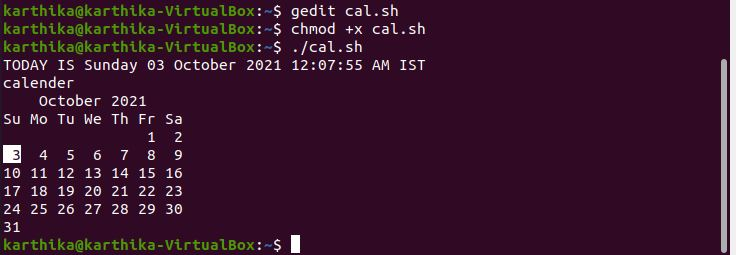 karthika@karthika-VirtualBox:~$ gedit cal.sh
karthika@karthika-VirtualBox:~$ chmod +x cal.sh
karthika@karthika-VirtualBox:~$ ./cal.sh
TODAY IS Sunday 03 October 2021 12:07:55 AM IST
calender
    October 2021
Su Mo Tu We Th Fr Sa
                1  2
 3  4  5  6  7  8  9
10 11 12 13 14 15 16
17 18 19 20 21 22 23
24 25 26 27 28 29 30
31
karthika@karthika-VirtualBox:~$